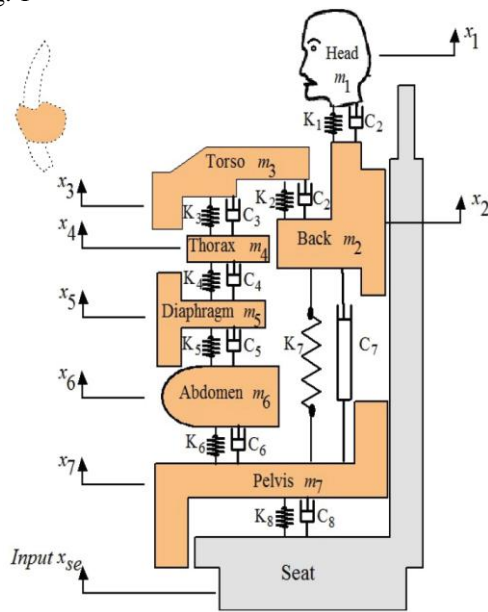 x1
Head
m1
K1
C2
Torso m3
x3
K3
C3
K2
C2
x2
x4
Thorax m4
Back m2
K4
C4
x5
Diaphragm m5
K5
C5
K7
C7
x6
Abdomen m6
K6
C6
x7
Pelvis m7
K8
C8
Input xse
Seat